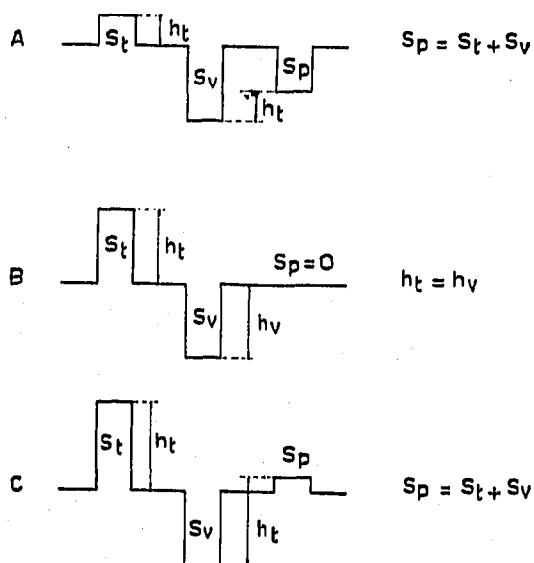 A
St
ht
Sv
Sp
ht
Sp = St + Sv
B
St
ht
Sv
hv
Sp = 0
ht = hv
C
St
ht
Sv
ht
Sp
Sp = St + Sv